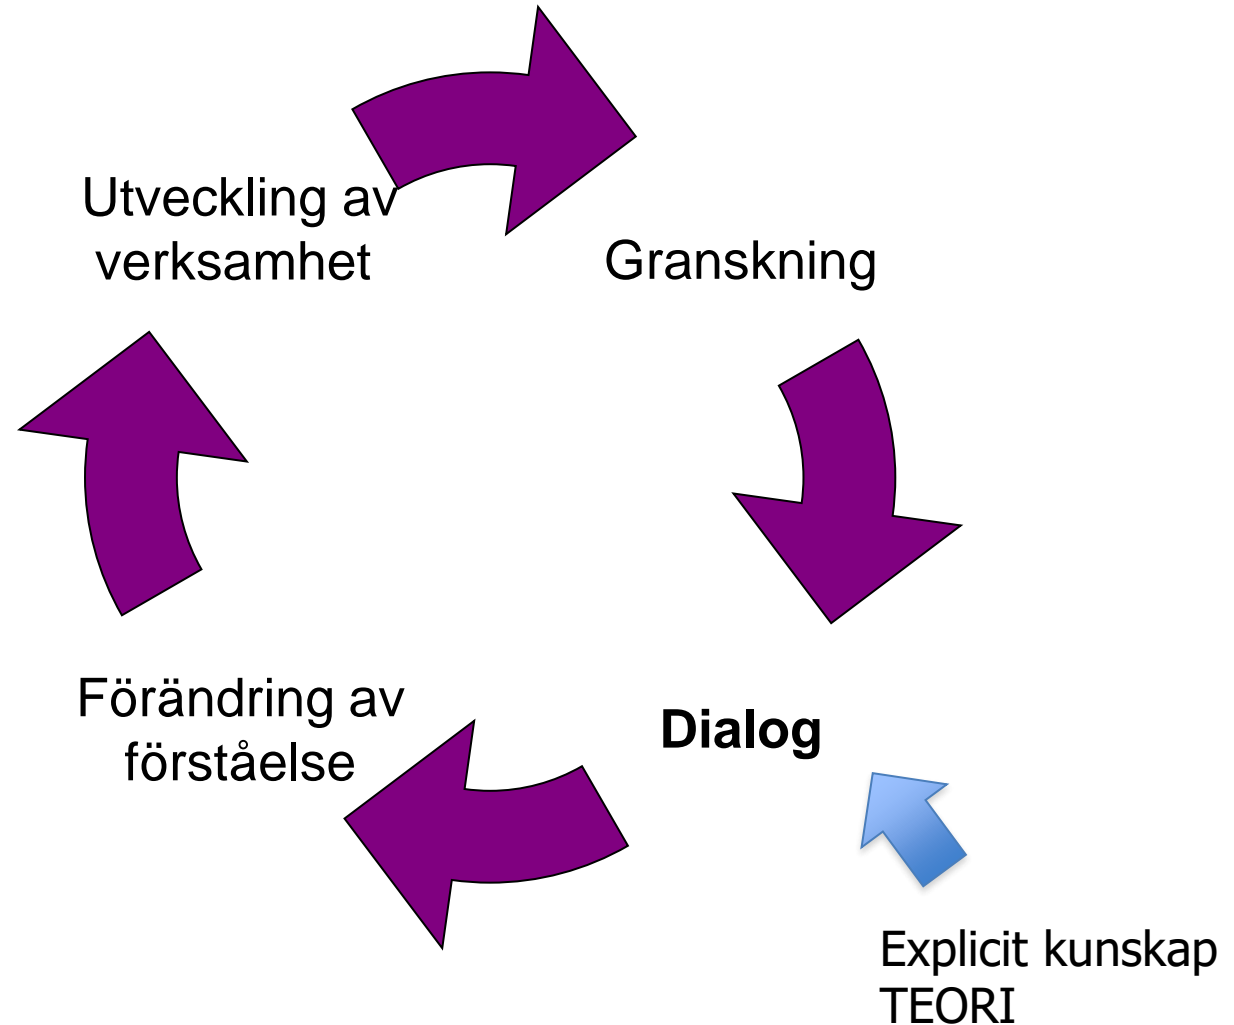 Utveckling av
verksamhet
Granskning
Förändring av
förståelse
Dialog
Explicit kunskap
TEORI